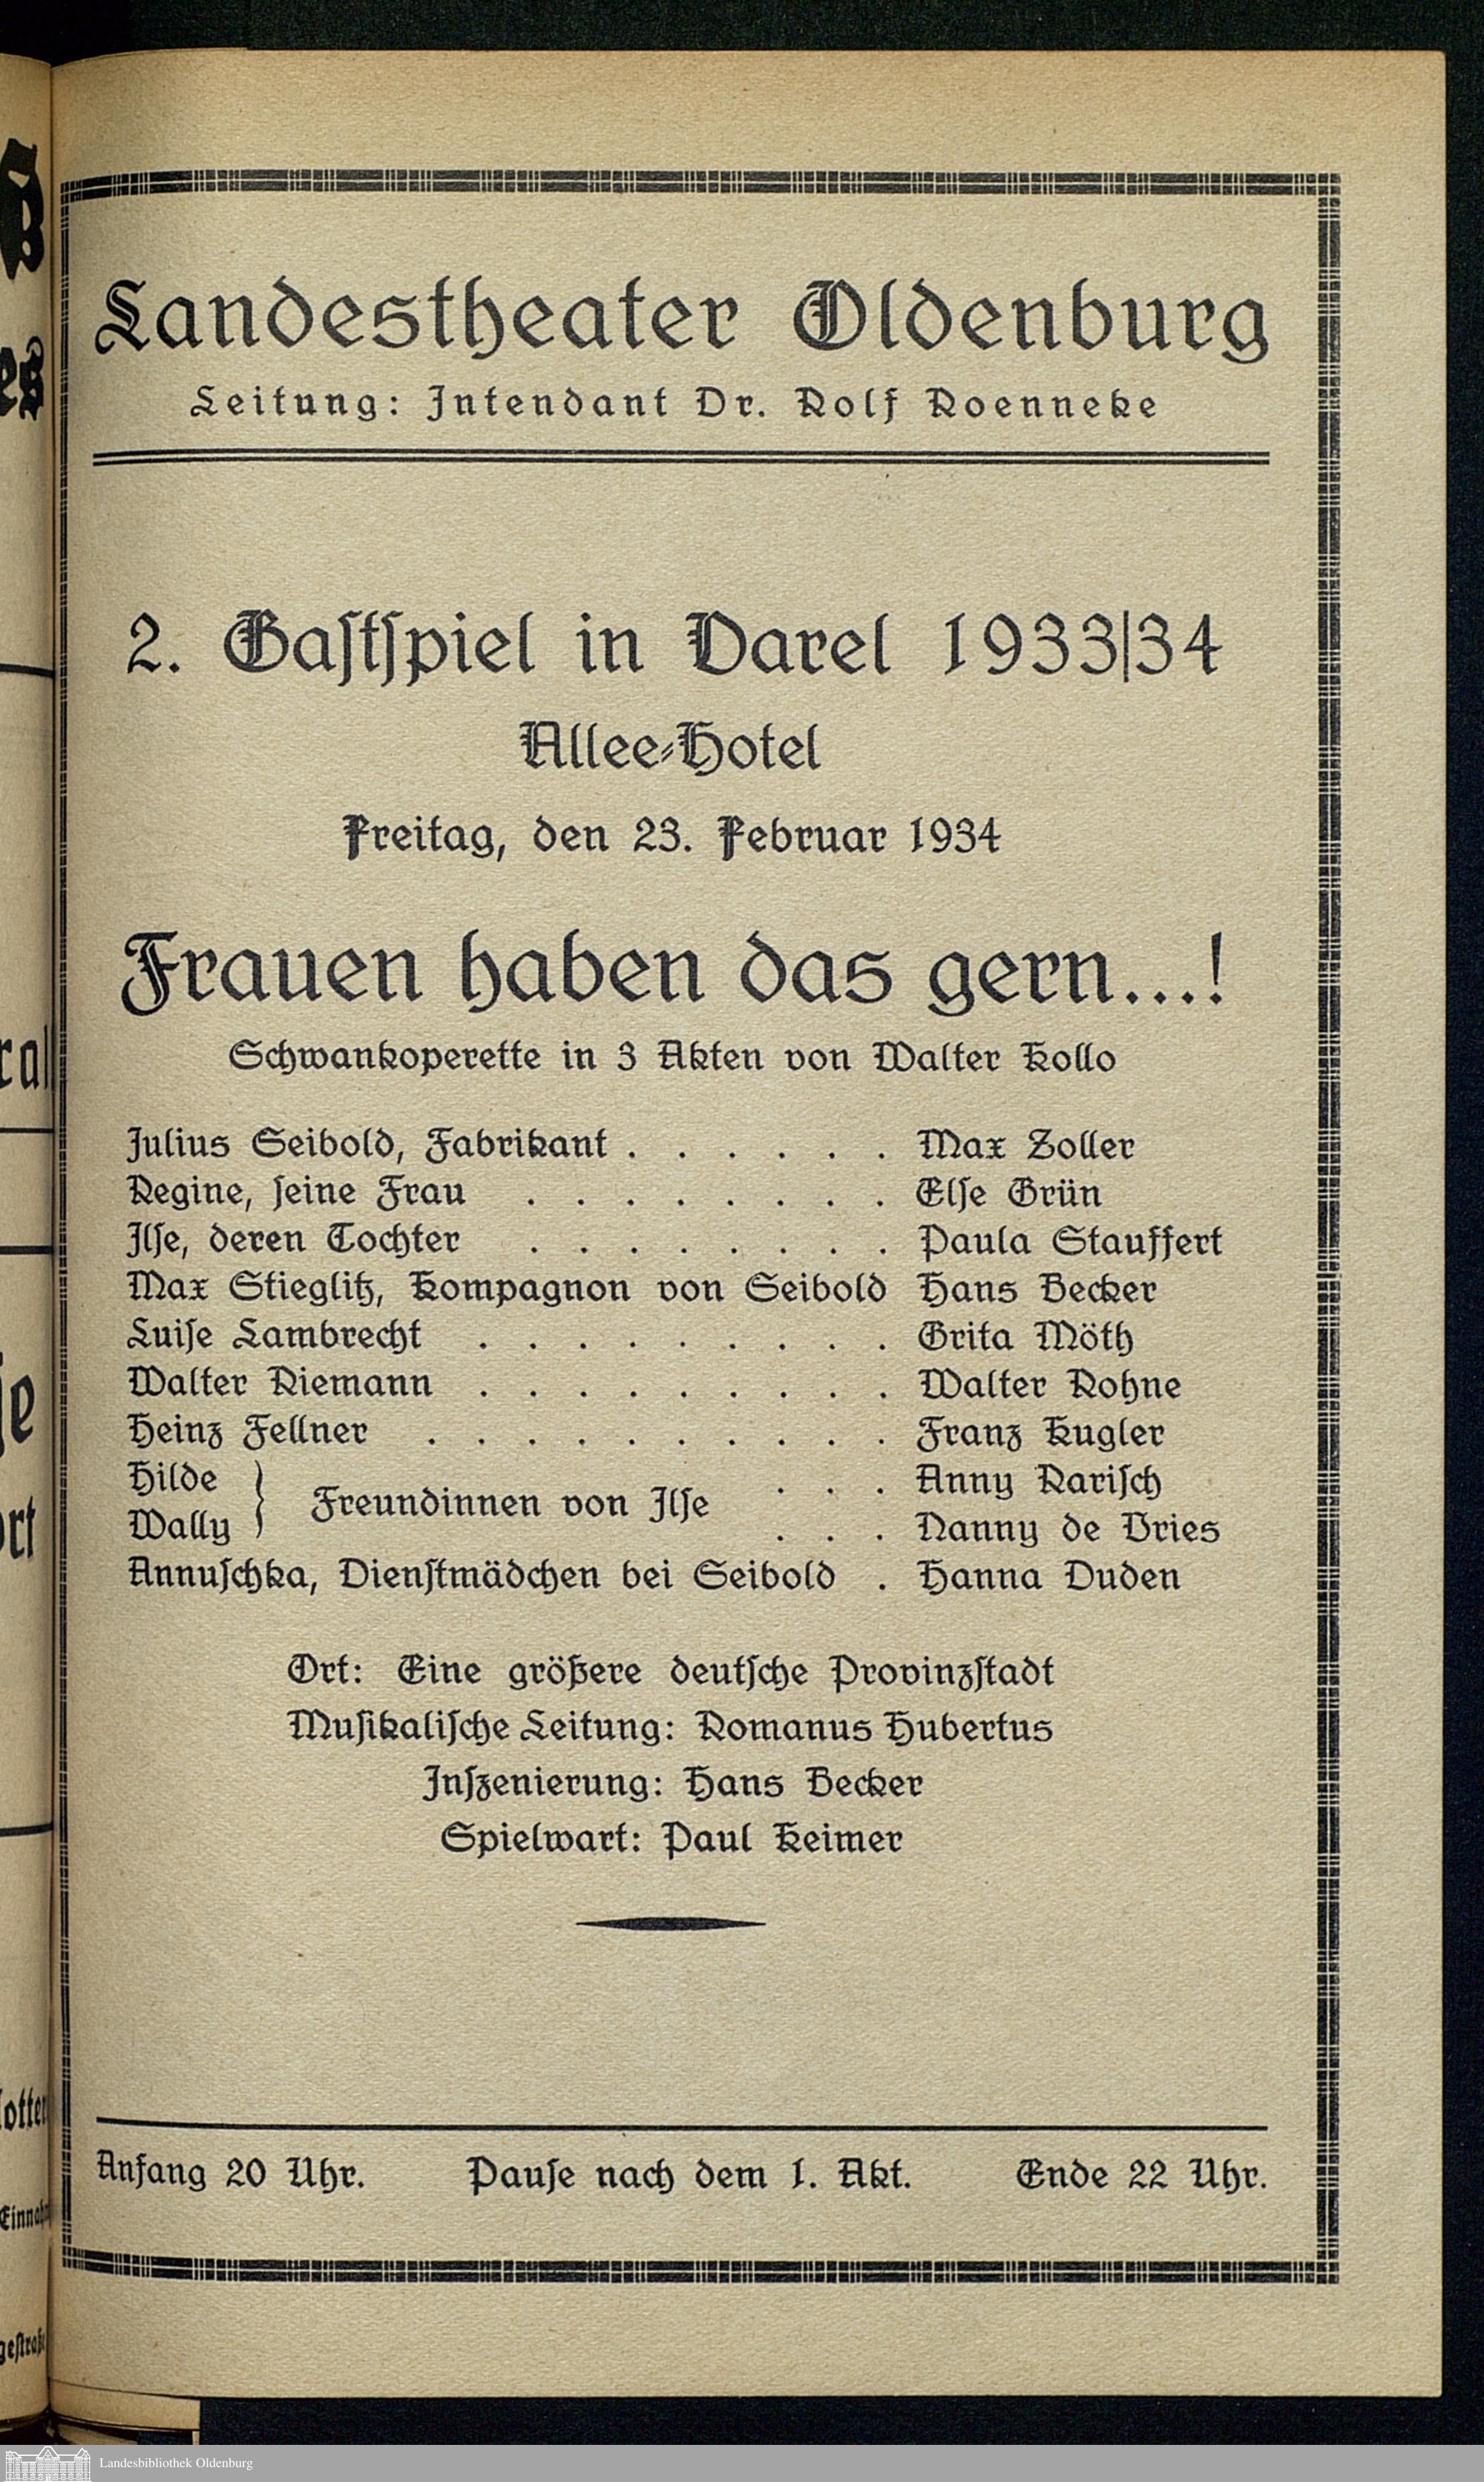 Landestheater Oldenburg
Leitung: Intendant Dr. Rolf Roenneke
2. Gastspiel in Varel 1933/34
Allee-Hotel
Freitag, den 23. Februar 1934
Frauen haben das gern...!
Schwankoperette in 3 Akten von Walter Kollo
Julius Seibold, Fabrikant . . . . . . Max Zoller
Regine, seine Frau . . . . . . . . Else Grün
Ilse, deren Tochter . . . . . . . . Paula Stauffert
Max Stieglitz, Kompagnon von Seibold Hans Becker
Luise Lambrecht . . . . . . . . . Grita Möth
Walter Riemann . . . . . . . . . Walter Rohne
Heinz Fellner . . . . . . . . . . Franz Kugler
Hilde } Freundinnen von Ilse . . . Anny Rarisch
Wally . . . Nanny de Vries
Annuschka, Dienstmädchen bei Seibold . Hanna Duden
Ort: Eine größere deutsche Provinzstadt
Musikalische Leitung: Romanus Hubertus
Inszenierung: Hans Becker
Spielwart: Paul Keimer
Anfang 20 Uhr. Pause nach dem 1. Akt. Ende 22 Uhr.
Landesbibliothek Oldenburg